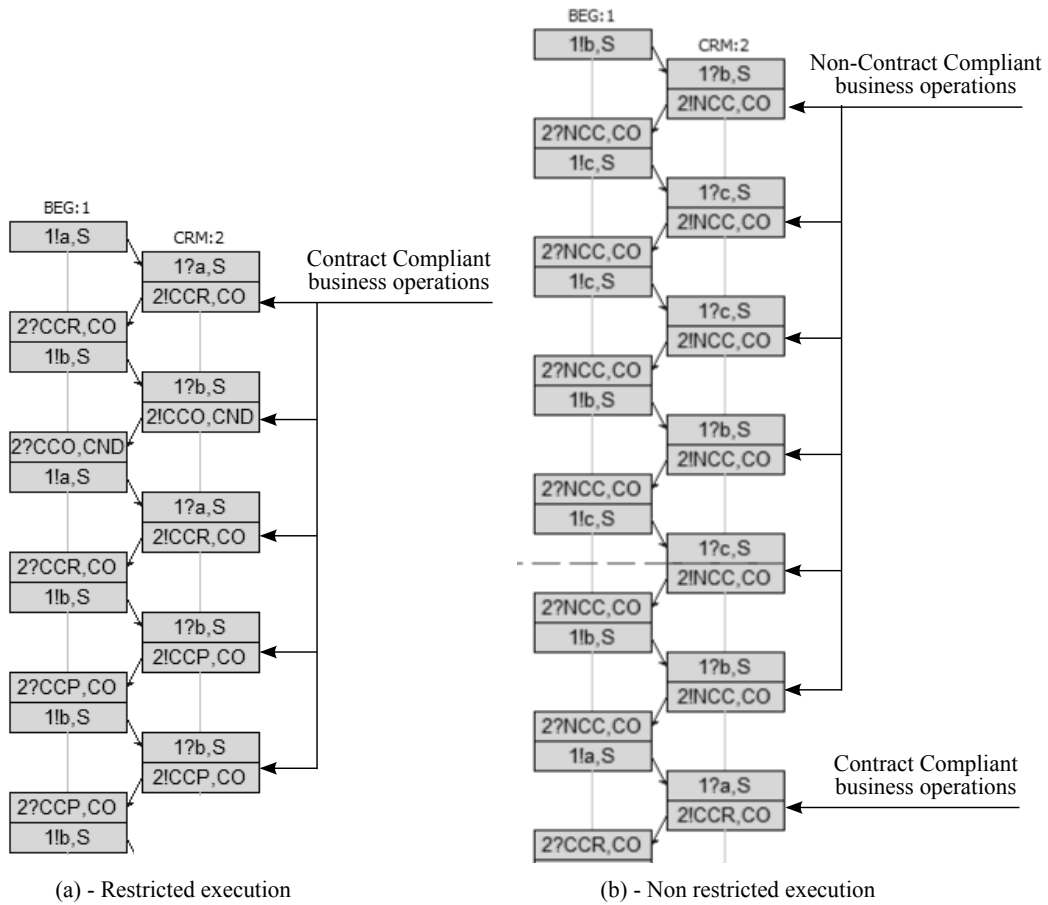 BEG:1
1!a,S
CRM:2
1?a,S
2!CCR,CO
2?CCR,CO
1!b,S
1?b,S
2!CCO,CND
2?CCO,CND
1!a,S
1?a,S
2!CCR,CO
2?CCR,CO
1!b,S
1?b,S
2!CCP,CO
2?CCP,CO
1!b,S
1?b,S
2!CCP,CO
2?CCP,CO
1!b,S
Contract Compliant
business operations
(a) - Restricted execution
BEG:1
1!b,S
CRM:2
1?b,S
2!NCC,CO
2?NCC,CO
1!c,S
1?c,S
2!NCC,CO
2?NCC,CO
1!c,S
1?c,S
2!NCC,CO
2?NCC,CO
1!b,S
1?b,S
2!NCC,CO
2?NCC,CO
1!c,S
1?c,S
2!NCC,CO
2?NCC,CO
1!b,S
1?b,S
2!NCC,CO
2?NCC,CO
1!a,S
1?a,S
2!CCR,CO
2?CCR,CO
Non-Contract Compliant
business operations
Contract Compliant
business operations
(b) - Non restricted execution